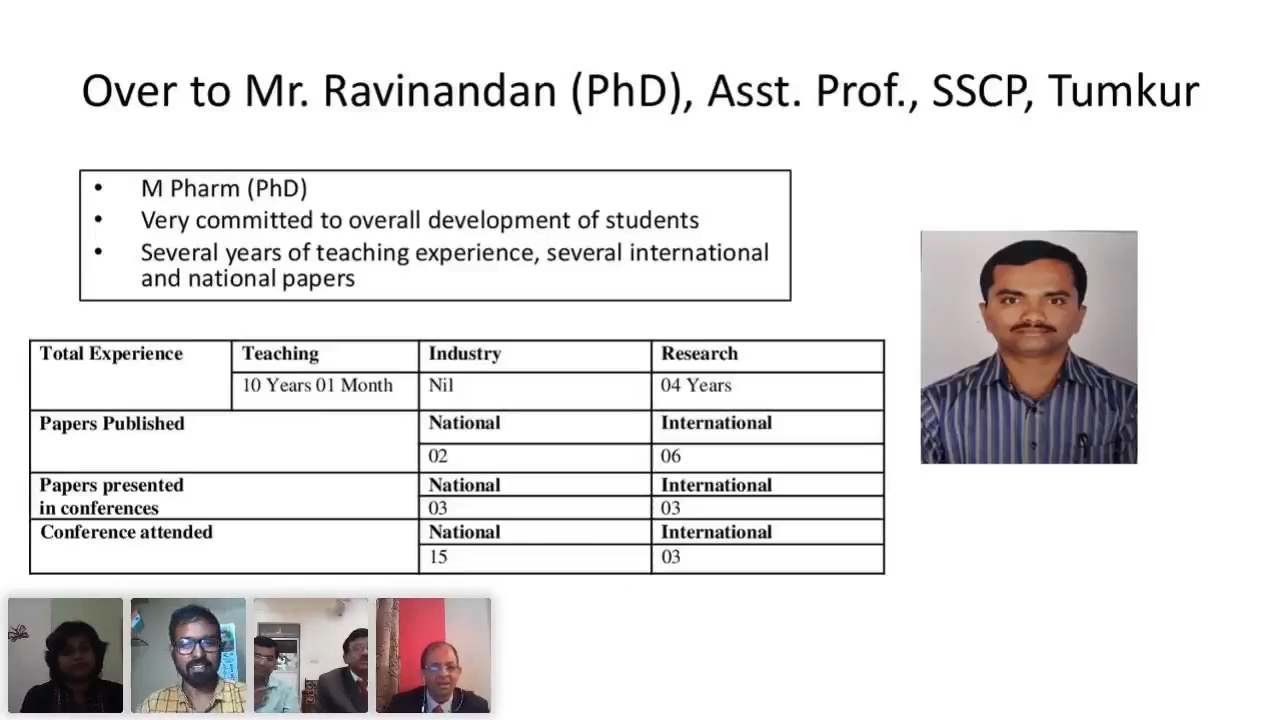 Over to Mr. Ravinandan (PhD), Asst. Prof., SSCP, Tumkur
• M Pharm (PhD)
• Very committed to overall development of students
• Several years of teaching experience, several international
and national papers
Total Experience Teaching Industry Research
10 Years 01 Month Nil 04 Years
Papers Published National International
02 06
Papers presented National International
in conferences 03 03
Conference attended National International
15 03